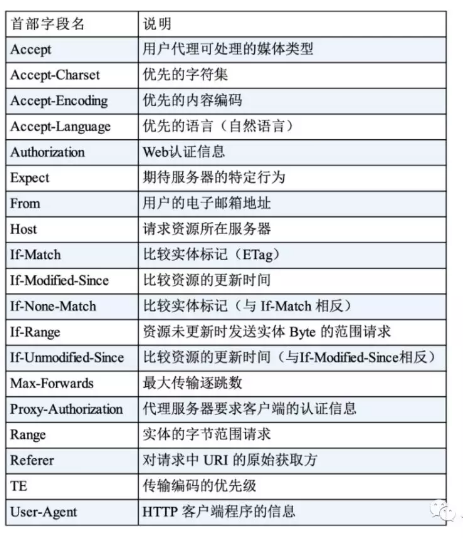 首部字段名 说明
Accept 用户代理可处理的媒体类型
Accept-Charset 优先的字符集
Accept-Encoding 优先的内容编码
Accept-Language 优先的语言（自然语言）
Authorization Web认证信息
Expect 期待服务器的特定行为
From 用户的电子邮箱地址
Host 请求资源所在服务器
If-Match 比较实体标记（ETag）
If-Modified-Since 比较资源的更新时间
If-None-Match 比较实体标记（与 If-Match 相反）
If-Range 资源未更新时发送实体 Byte 的范围请求
If-Unmodified-Since 比较资源的更新时间（与If-Modified-Since相反）
Max-Forwards 最大传输逐跳数
Proxy-Authorization 代理服务器要求客户端的认证信息
Range 实体的字节范围请求
Referer 对请求中 URI 的原始获取方
TE 传输编码的优先级
User-Agent HTTP 客户端程序的信息